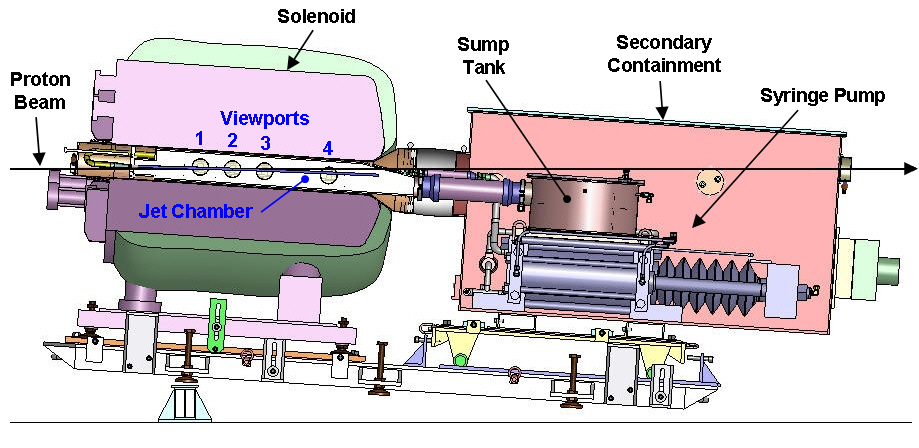 Solenoid
Sump
Tank
Secondary
Containment
Proton
Beam
Syringe Pump
Viewports
1 2 3 4
Jet Chamber